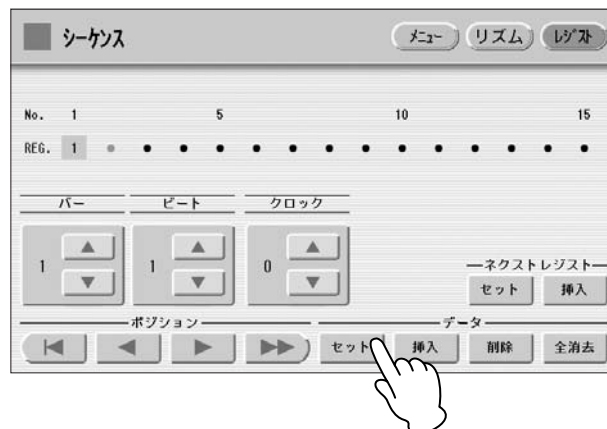 シーケンス
メニュー リズム レジスト
No. 1 5 10 15
REG. 1
バー ビート クロック
1 1 0
ネクストレジスト
セット 挿入
ポジション データ
セット 挿入 削除 全消去